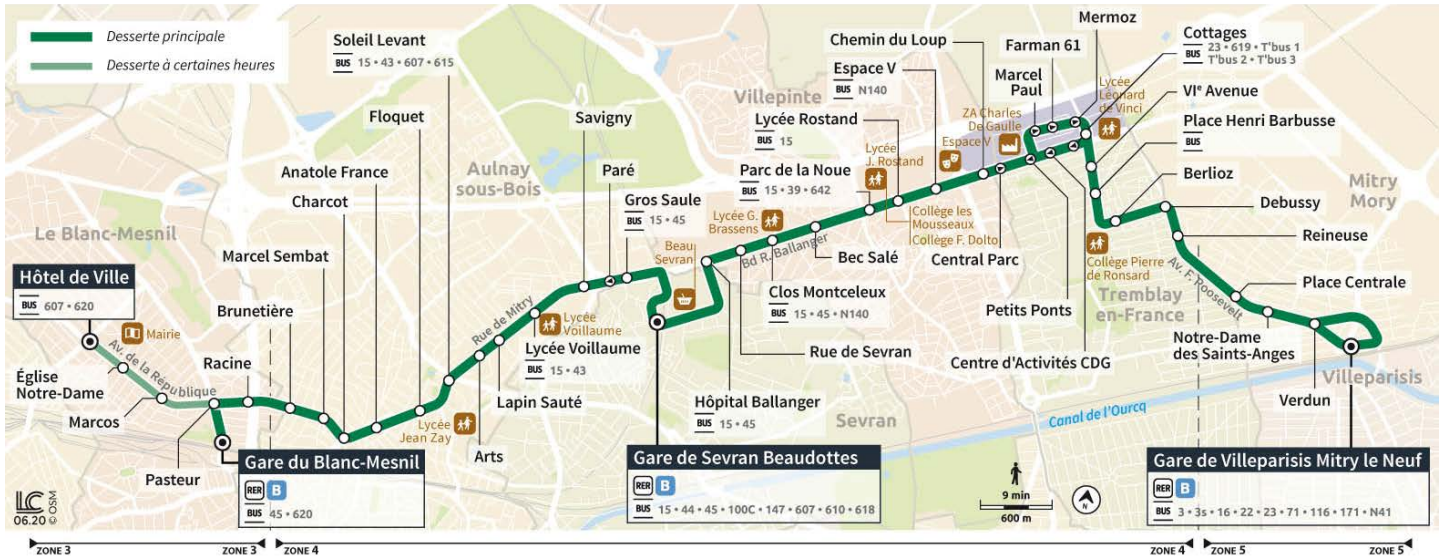 Desserte principale
Desserte à certaines heures
Soleil Levant
BUS 15 • 43 • 607 • 615
Floquet
Anatole France
Charcot
Marcel Sembat
Brunetière
Racine
Le Blanc-Mesnil
Hôtel de Ville
BUS 607 • 620
Mairie
Av. de la République
Église
Notre-Dame
Marcos
Pasteur
Gare du Blanc-Mesnil
RER B
BUS 45 • 620
Aulnay
sous-Bois
Savigny
Paré
Gros Saule
BUS 15 • 45
Rue de Mitry
Lycée
Jean Zay
Arts
Lapin Sauté
Lycée
Voillaume
Lycée Voillaume
BUS 15 • 43
Beau
Sevran
Gare de Sevran Beaudottes
RER B
BUS 15 • 44 • 45 • 100C • 147 • 607 • 610 • 618
Hôpital Ballanger
BUS 15 • 45
Rue de Sevran
Lycée G.
Brassens
Bd R. Ballanger
Clos Montceleux
BUS 15 • 45 • N140
Bec Salé
Parc de la Noue
BUS 15 • 39 • 642
Lycée Rostand
BUS 15
Villepinte
Espace V
BUS N140
Chemin du Loup
Lycée
J. Rostand
Collège les
Mousseaux
Collège F. Dolto
Espace V
ZA Charles
De Gaulle
Central Parc
Marcel
Paul
Farman 61
Mermoz
Cottages
BUS 23 • 619 • T'bus 1
T'bus 2 • T'bus 3
Lycée
Léonard
de Vinci
VIe Avenue
Place Henri Barbusse
BUS
Berlioz
Mitry
Mory
Debussy
Reineuse
Petits Ponts
Centre d'Activités CDG
Collège Pierre
de Ronsard
Tremblay
en-France
Av. F. Roosevelt
Place Centrale
Notre-Dame
des Saints-Anges
Verdun
Villeparisis
Sevran
Canal de l'Ourcq
Gare de Villeparisis Mitry le Neuf
RER B
BUS 3 • 3s • 16 • 22 • 23 • 71 • 116 • 171 • N41
9 min
600 m
N
LC
06.20 © OSM
ZONE 3 ZONE 3 ZONE 4 ZONE 4 ZONE 5 ZONE 5